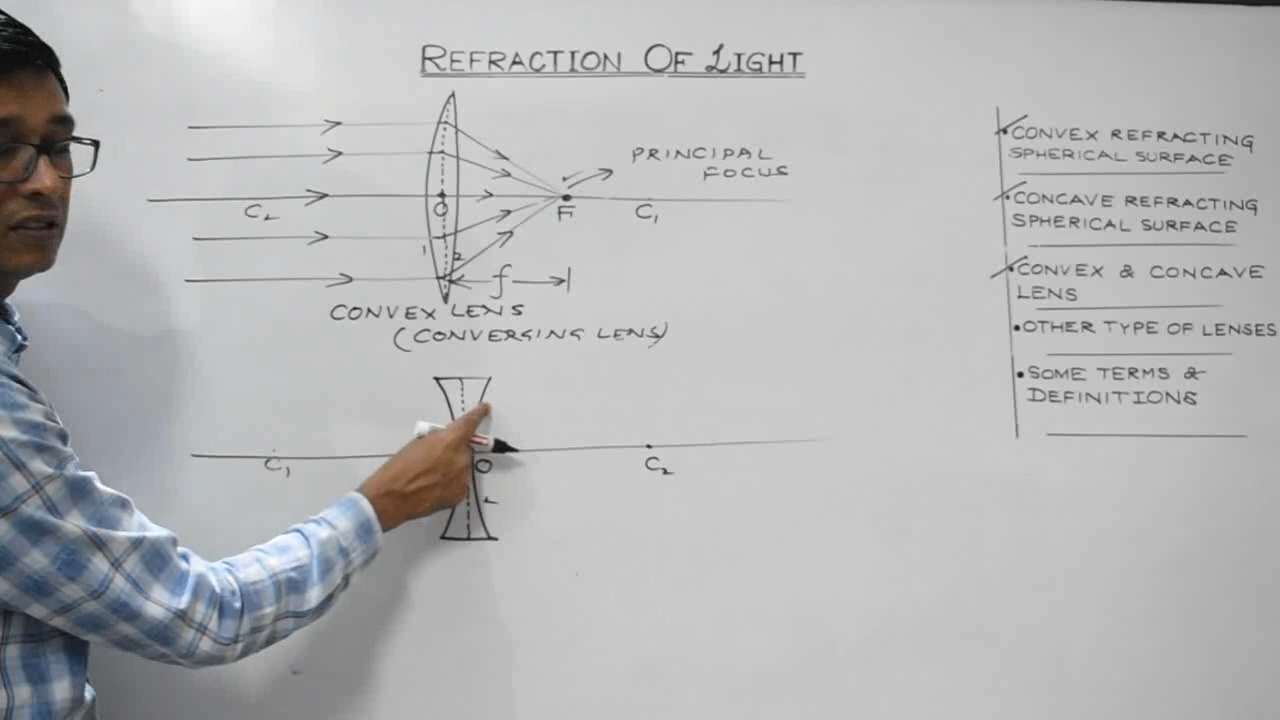 REFRACTION OF LIGHT
PRINCIPAL
FOCUS
C2
O
F
C1
1
2
f
CONVEX LENS
(CONVERGING LENS)
C1
O
C2
2
• CONVEX REFRACTING
SPHERICAL SURFACE
• CONCAVE REFRACTING
SPHERICAL SURFACE
• CONVEX & CONCAVE
LENS
• OTHER TYPE OF LENSES
• SOME TERMS &
DEFINITIONS